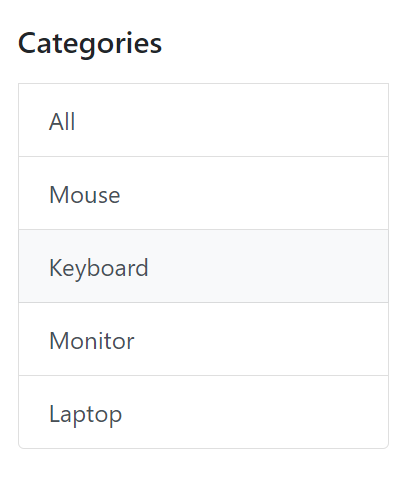 Categories
All
Mouse
Keyboard
Monitor
Laptop